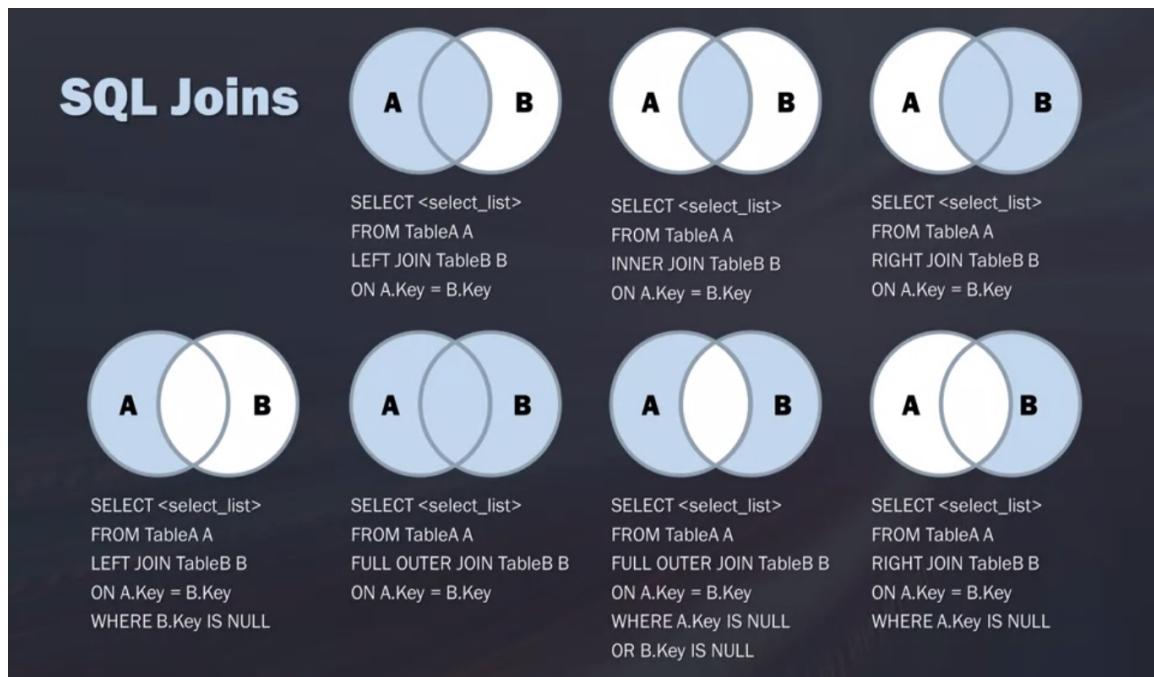 SQL Joins
A B
SELECT <select_list>
FROM TableA A
LEFT JOIN TableB B
ON A.Key = B.Key
A B
SELECT <select_list>
FROM TableA A
INNER JOIN TableB B
ON A.Key = B.Key
A B
SELECT <select_list>
FROM TableA A
RIGHT JOIN TableB B
ON A.Key = B.Key
A B
SELECT <select_list>
FROM TableA A
LEFT JOIN TableB B
ON A.Key = B.Key
WHERE B.Key IS NULL
A B
SELECT <select_list>
FROM TableA A
FULL OUTER JOIN TableB B
ON A.Key = B.Key
A B
SELECT <select_list>
FROM TableA A
FULL OUTER JOIN TableB B
ON A.Key = B.Key
WHERE A.Key IS NULL
OR B.Key IS NULL
A B
SELECT <select_list>
FROM TableA A
RIGHT JOIN TableB B
ON A.Key = B.Key
WHERE A.Key IS NULL